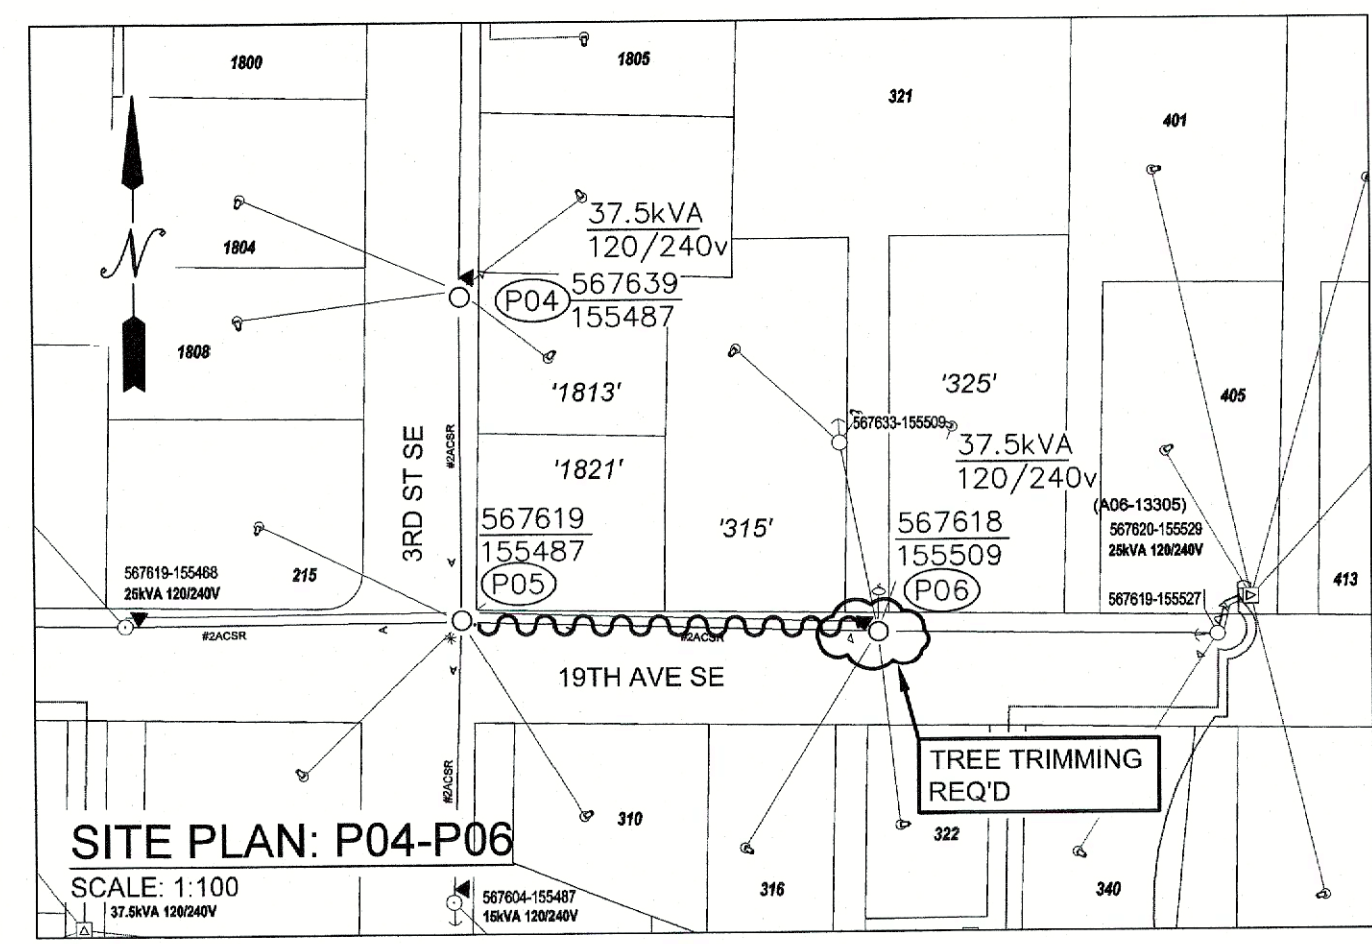 1800
1805
321
401
N
1804
37.5kVA
120/240v
P04
567639
155487
1808
'1813'
'325'
405
567633-155509
#2ACSR
3RD ST SE
'1821'
37.5kVA
120/240v
(A06-13305)
567620-155529
25kVA 120/240V
567619
155487
P05
'315'
567618
155509
P06
215
567619-155468
25kVA 120/240V
413
567619-155527
#2ACSR
#2ACSR
19TH AVE SE
TREE TRIMMING
REQ'D
#2ACSR
310
322
SITE PLAN: P04-P06
SCALE: 1:100
37.5kVA 120/240V
567604-155487
15kVA 120/240V
316
340